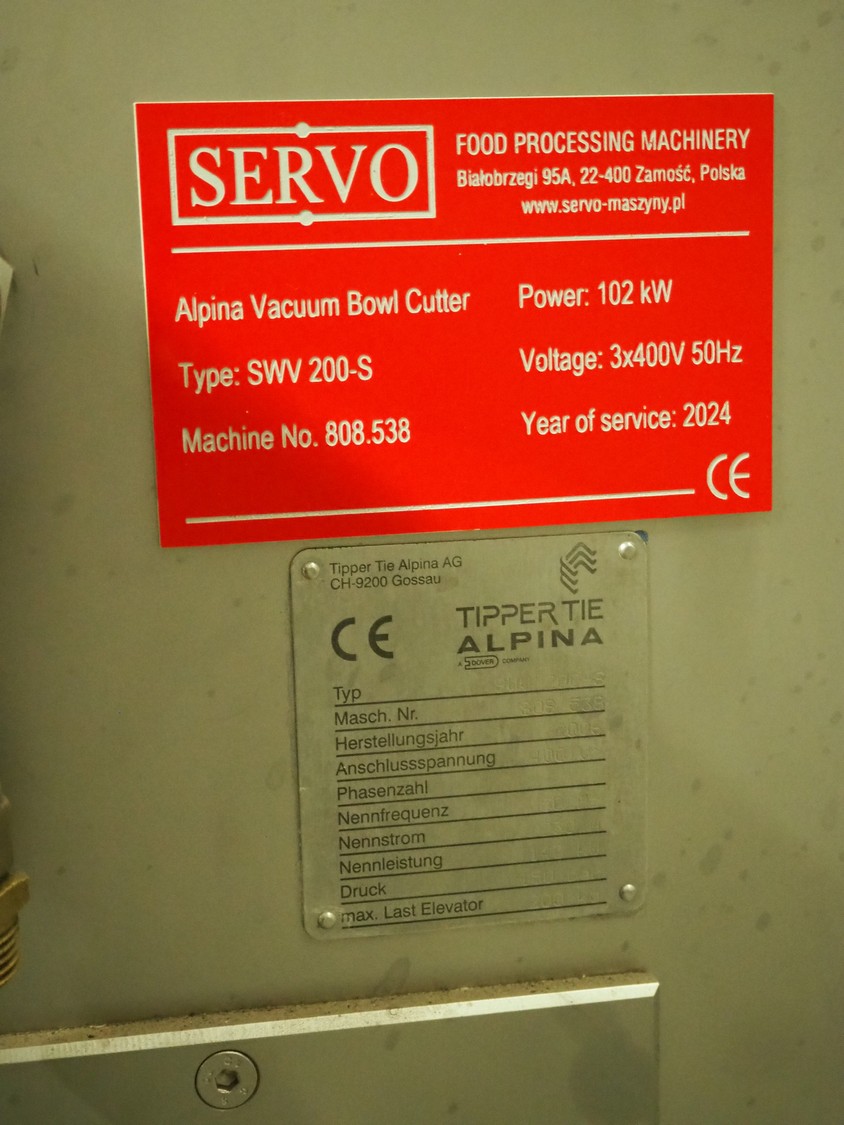 SERVO
FOOD PROCESSING MACHINERY
Białobrzegi 95A, 22-400 Zamość, Polska
www.servo-maszyny.pl
Alpina Vacuum Bowl Cutter
Power: 102 kW
Type: SWV 200-S
Voltage: 3x400V 50Hz
Machine No. 808.538
Year of service: 2024
CE
Tipper Tie Alpina AG
CH-9200 Gossau
CE
TIPPER TIE
ALPINA
A DOVER COMPANY
Typ
Masch. Nr.
Herstellungsjahr
Anschlussspannung
Phasenzahl
Nennfrequenz
Nennstrom
Nennleistung
Druck
max. Last Elevator